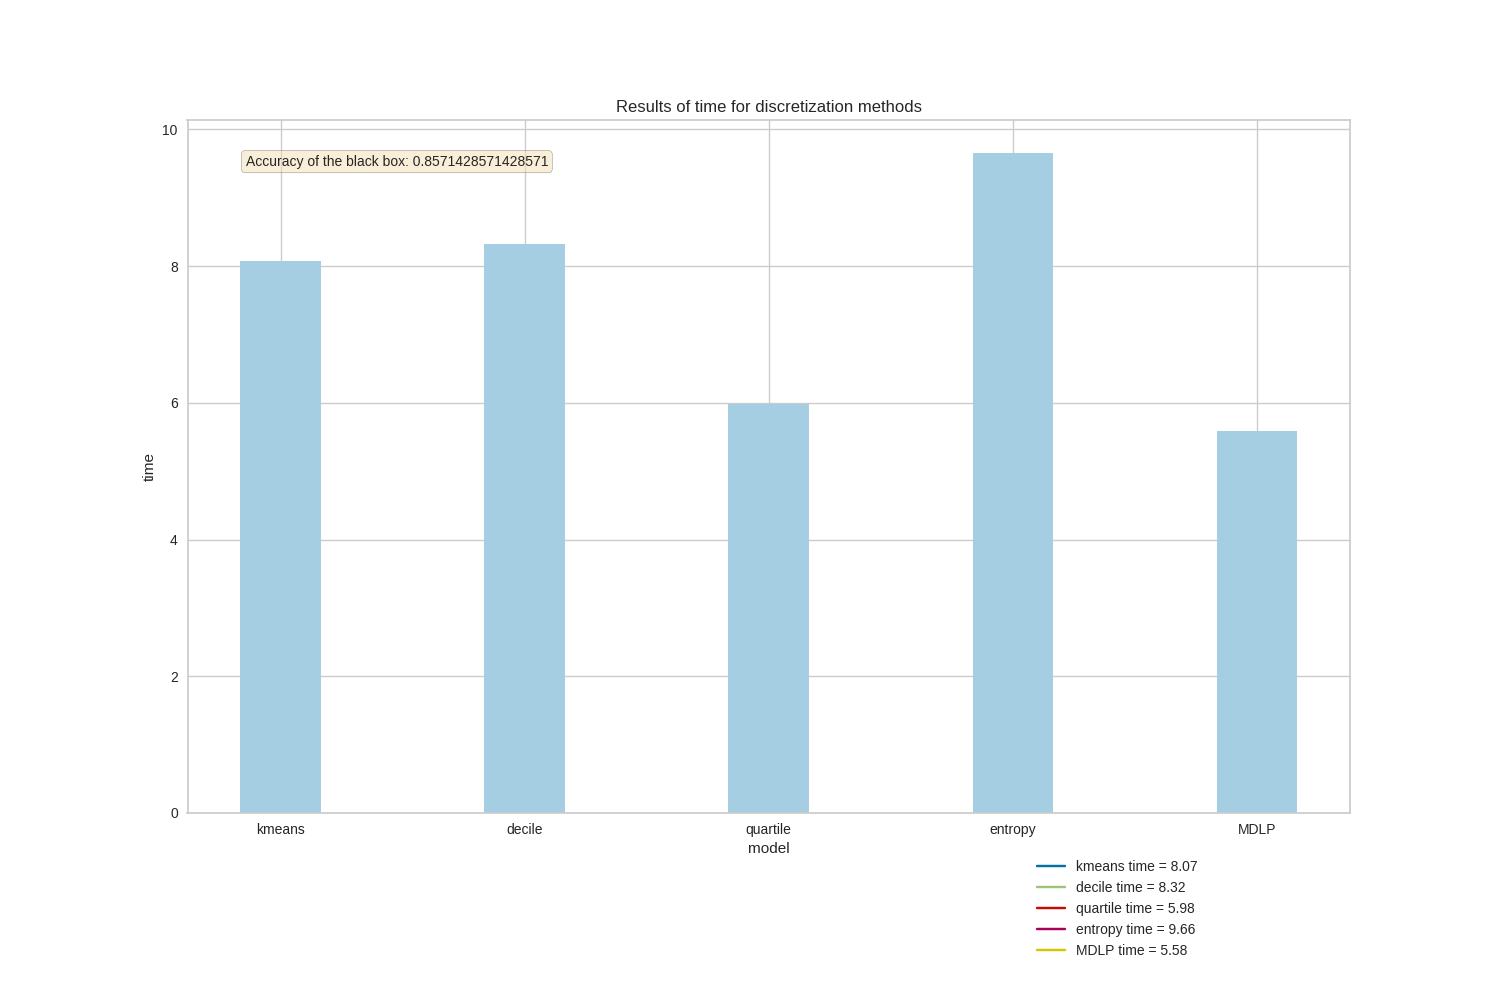 Results of time for discretization methods
10
Accuracy of the black box: 0.8571428571428571
8
6
time
4
2
0
kmeans decile quartile entropy MDLP
model
kmeans time = 8.07
decile time = 8.32
quartile time = 5.98
entropy time = 9.66
MDLP time = 5.58